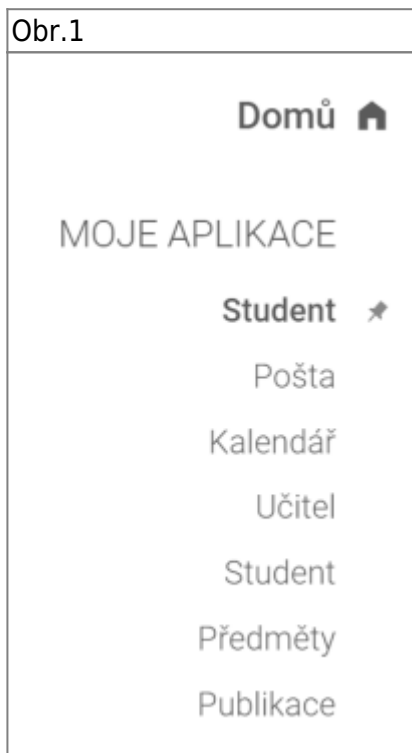 Obr.1
Domů
MOJE APLIKACE
Student
Pošta
Kalendář
Učitel
Student
Předměty
Publikace